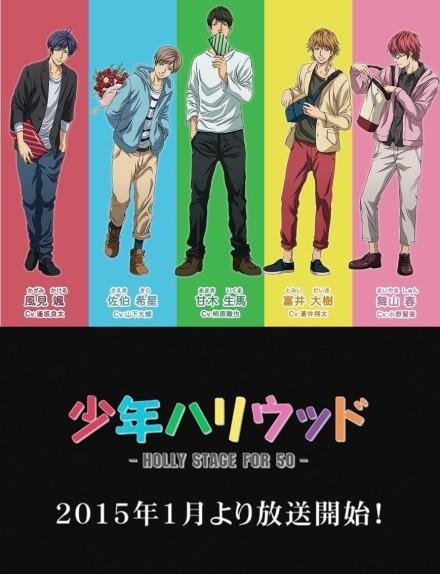 かざみ かける
風見 颯
Cv:逢坂良太
さえき きら
佐伯 希星
Cv:山下大輝
あまき いくま
甘木 生馬
Cv:柿原徹也
とみい だいき
富井 大樹
Cv:蒼井翔太
まいやま しゅん
舞山 春
Cv:小野賢章
少年ハリウッド
- HOLLY STAGE FOR 50 -
2015年1月より放送開始!